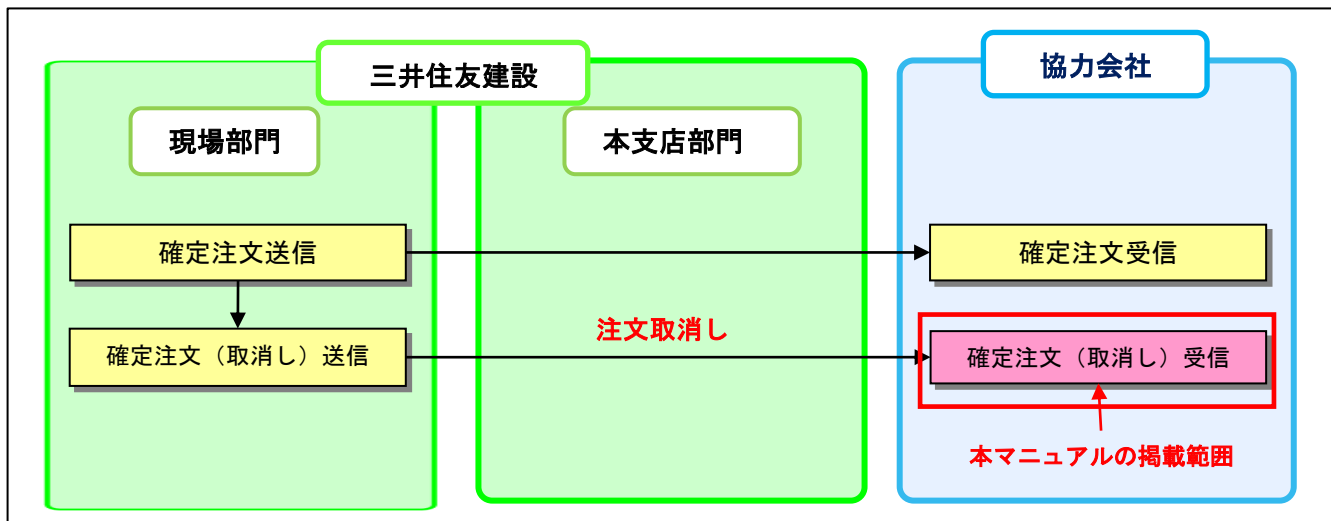 三井住友建設
協力会社
現場部門
本支店部門
確定注文送信
確定注文受信
注文取消し
確定注文（取消し）送信
確定注文（取消し）受信
本マニュアルの掲載範囲